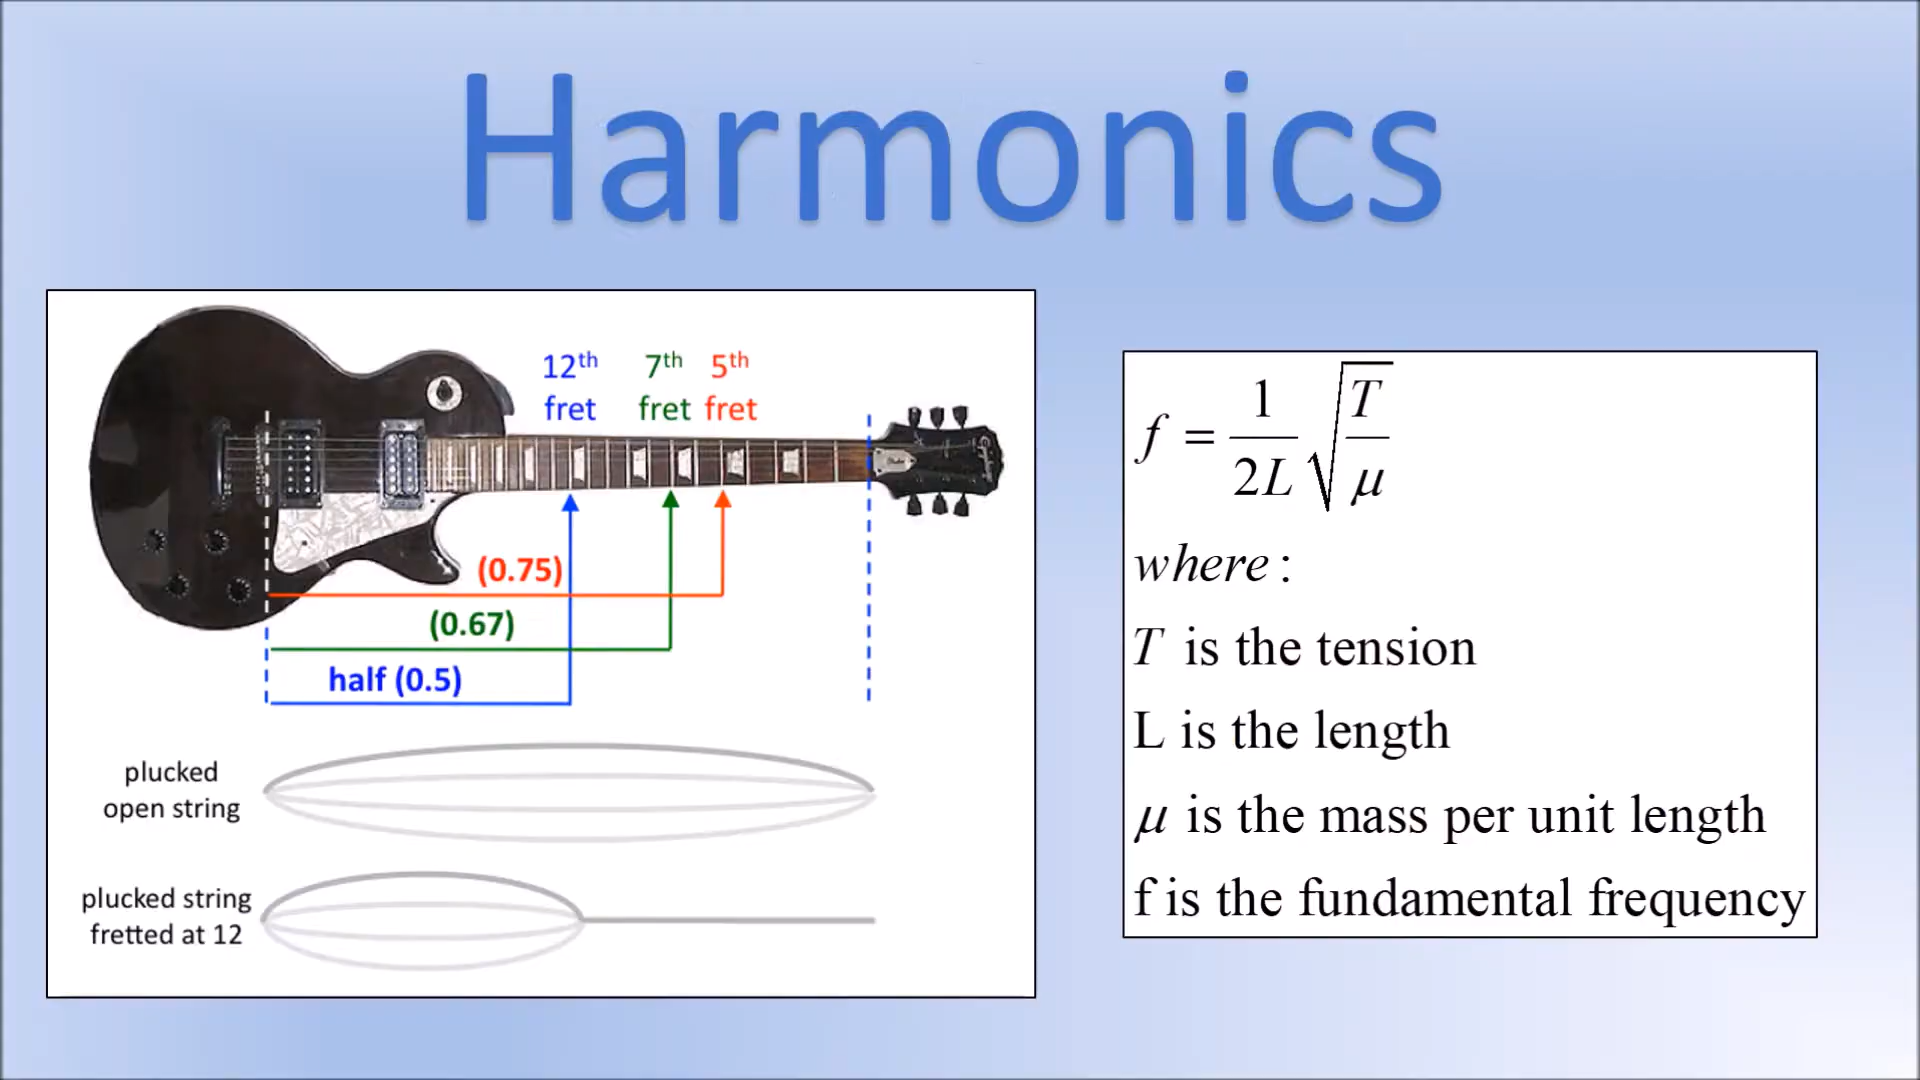 Harmonics
12th 7th 5th
fret fret fret
(0.75)
(0.67)
half (0.5)
plucked
open string
plucked string
fretted at 12
f = 1/2L √T/μ
where:
T is the tension
L is the length
μ is the mass per unit length
f is the fundamental frequency